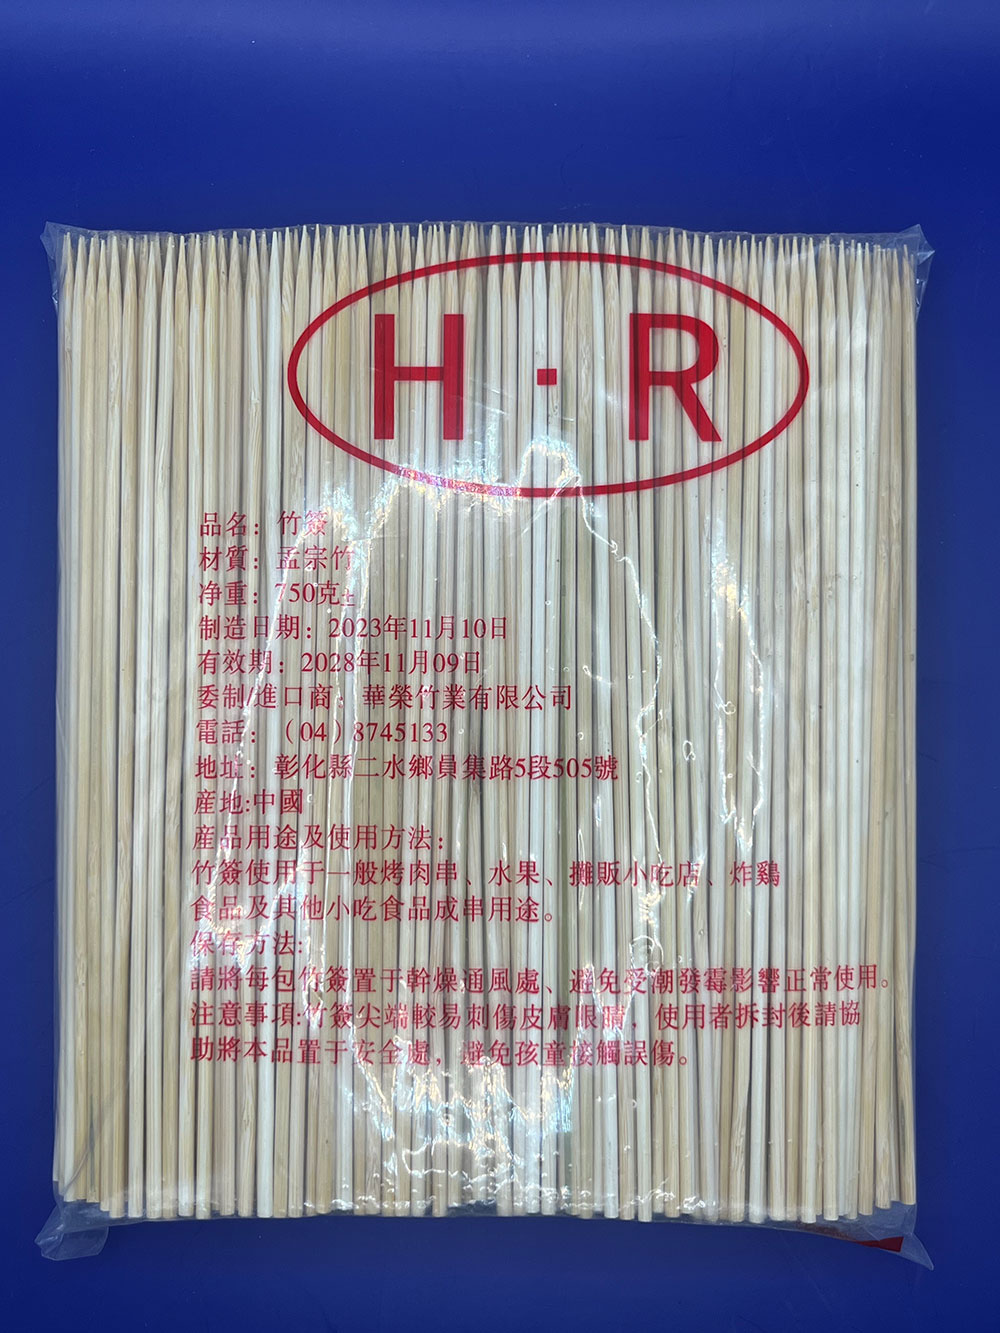 H·R
品名：竹簽
材質：孟宗竹
净重：750克±
制造日期：2023年11月10日
有效期：2028年11月09日
委制/進口商：華榮竹業有限公司
電話：（04）8745133
地址：彰化縣二水鄉員集路5段505號
産地:中國
産品用途及使用方法：
竹簽使用于一般烤肉串、水果、攤販小吃店、炸鷄
食品及其他小吃食品成串用途。
保存方法:
請將每包竹簽置于幹燥通風處、避免受潮發霉影響正常使用。
注意事項:竹簽尖端較易刺傷皮膚眼睛，使用者拆封後請協
助將本品置于安全處，避免孩童接觸誤傷。